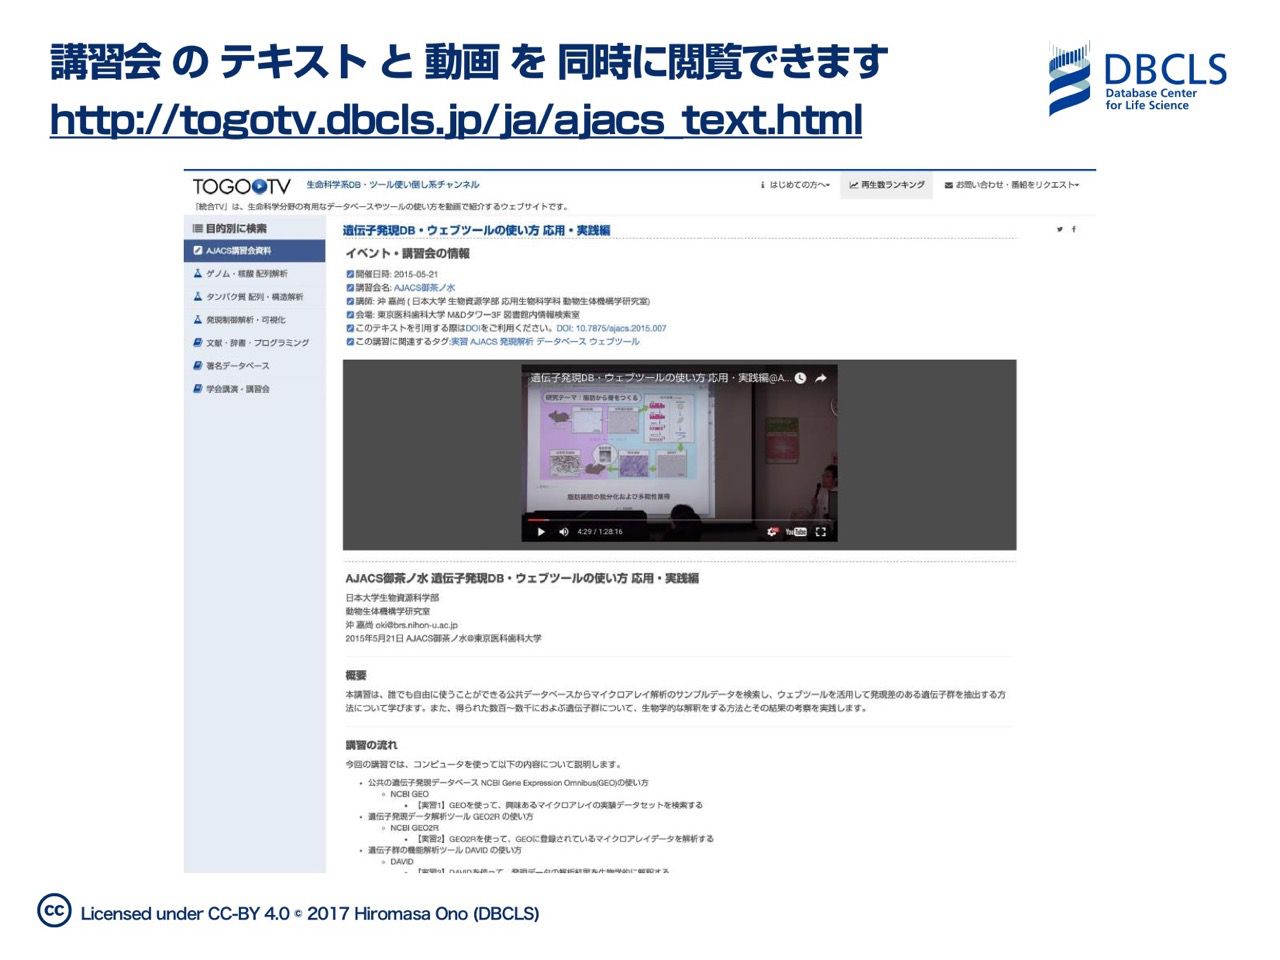 講習会 の テキスト と 動画 を 同時に閲覧できます
http://togotv.dbcls.jp/ja/ajacs_text.html
DBCLS
Database Center
for Life Science
TOGOTV 生命科学系DB・ツール使い倒し系チャンネル
はじめての方へ
再生数ランキング
お問い合わせ・番組をリクエスト
「統合TV」は、生命科学分野の有用なデータベースやツールの使い方を動画で紹介するウェブサイトです。
目的別に検索
AJACS講習会資料
ゲノム・核酸 配列解析
タンパク質 配列・構造解析
発現制御解析・可視化
文献・辞書・プログラミング
著名データベース
学会講演・講習会
遺伝子発現DB・ウェブツールの使い方 応用・実践編
イベント・講習会の情報
開催日時: 2015-05-21
講習会名: AJACS御茶ノ水
講師: 沖 嘉尚 ( 日本大学 生物資源学部 応用生物科学科 動物生体機構学研究室)
会場: 東京医科歯科大学 M&Dタワー3F 図書館内情報検索室
このテキストを引用する際はDOIをご利用ください。DOI: 10.7875/ajacs.2015.007
この講習に関連するタグ:実習 AJACS 発現解析 データベース ウェブツール
遺伝子発現DB・ウェブツールの使い方 応用・実践編@A...
研究テーマ：脂肪から骨をつくる
脂肪細胞の脱分化および多能性獲得
4:29 / 1:28:16
YouTube
AJACS御茶ノ水 遺伝子発現DB・ウェブツールの使い方 応用・実践編
日本大学生物資源科学部
動物生体機構学研究室
沖 嘉尚 oki@brs.nihon-u.ac.jp
2015年5月21日 AJACS御茶ノ水@東京医科歯科大学
概要
本講習は、誰でも自由に使うことができる公共データベースからマイクロアレイ解析のサンプルデータを検索し、ウェブツールを活用して発現差のある遺伝子群を抽出する方
法について学びます。また、得られた数百〜数千におよぶ遺伝子群について、生物学的な解釈をする方法とその結果の考察を実践します。
講習の流れ
今回の講習では、コンピュータを使って以下の内容について説明します。
公共の遺伝子発現データベース NCBI Gene Expression Omnibus(GEO)の使い方
NCBI GEO
【実習1】GEOを使って、興味あるマイクロアレイの実験データセットを検索する
遺伝子発現データ解析ツール GEO2R の使い方
NCBI GEO2R
【実習2】GEO2Rを使って、GEOに登録されているマイクロアレイデータを解析する
遺伝子群の機能解析ツール DAVID の使い方
DAVID
【実習3】DAVIDを使って、発現データの解析結果を生物学的に解釈する
cc Licensed under CC-BY 4.0 © 2017 Hiromasa Ono (DBCLS)